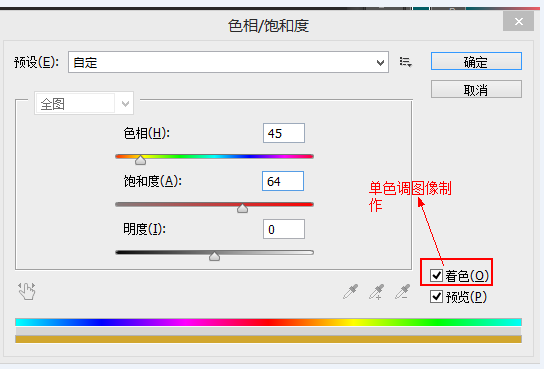 色相/饱和度
预设(E):
自定
确定
取消
全图
色相(H):
45
饱和度(A):
64
明度(I):
0
单色调图像制
作
着色(O)
预览(P)